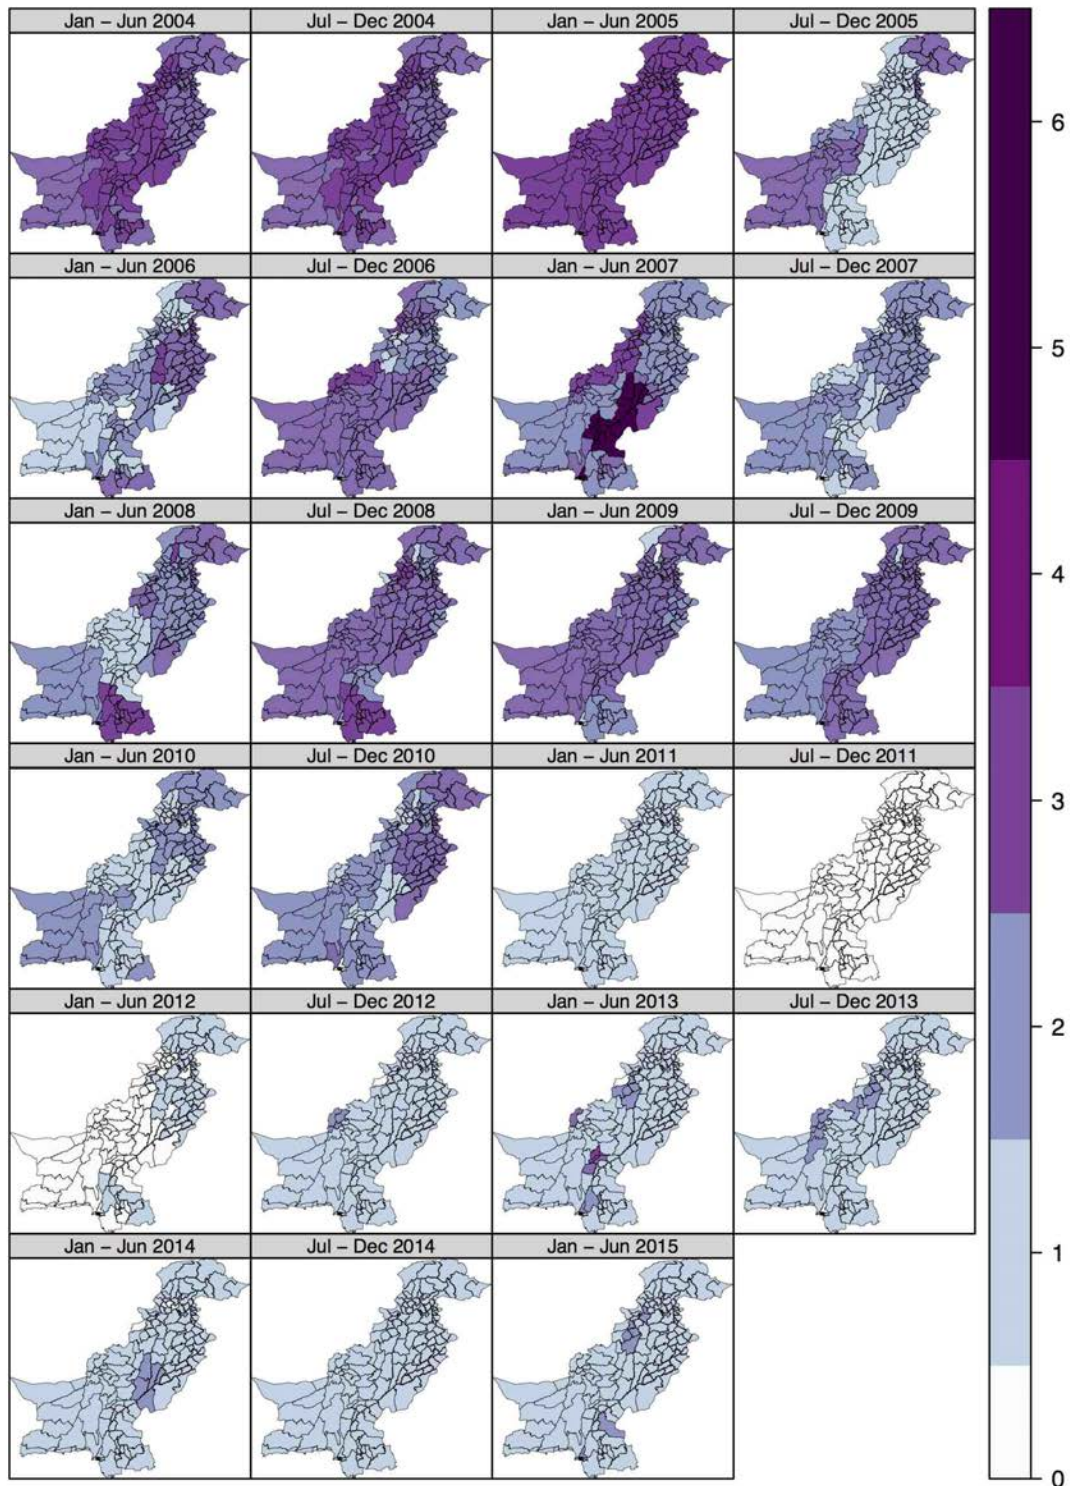 Jan – Jun 2004 Jul – Dec 2004 Jan – Jun 2005 Jul – Dec 2005
Jan – Jun 2006 Jul – Dec 2006 Jan – Jun 2007 Jul – Dec 2007
Jan – Jun 2008 Jul – Dec 2008 Jan – Jun 2009 Jul – Dec 2009
Jan – Jun 2010 Jul – Dec 2010 Jan – Jun 2011 Jul – Dec 2011
Jan – Jun 2012 Jul – Dec 2012 Jan – Jun 2013 Jul – Dec 2013
Jan – Jun 2014 Jul – Dec 2014 Jan – Jun 2015
6
5
4
3
2
1
0